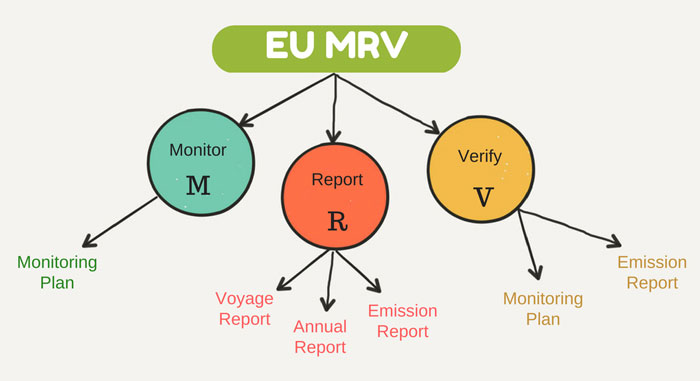 EU MRV
Monitor
M
Report
R
Verify
V
Monitoring
Plan
Voyage
Report
Annual
Report
Emission
Report
Monitoring
Plan
Emission
Report